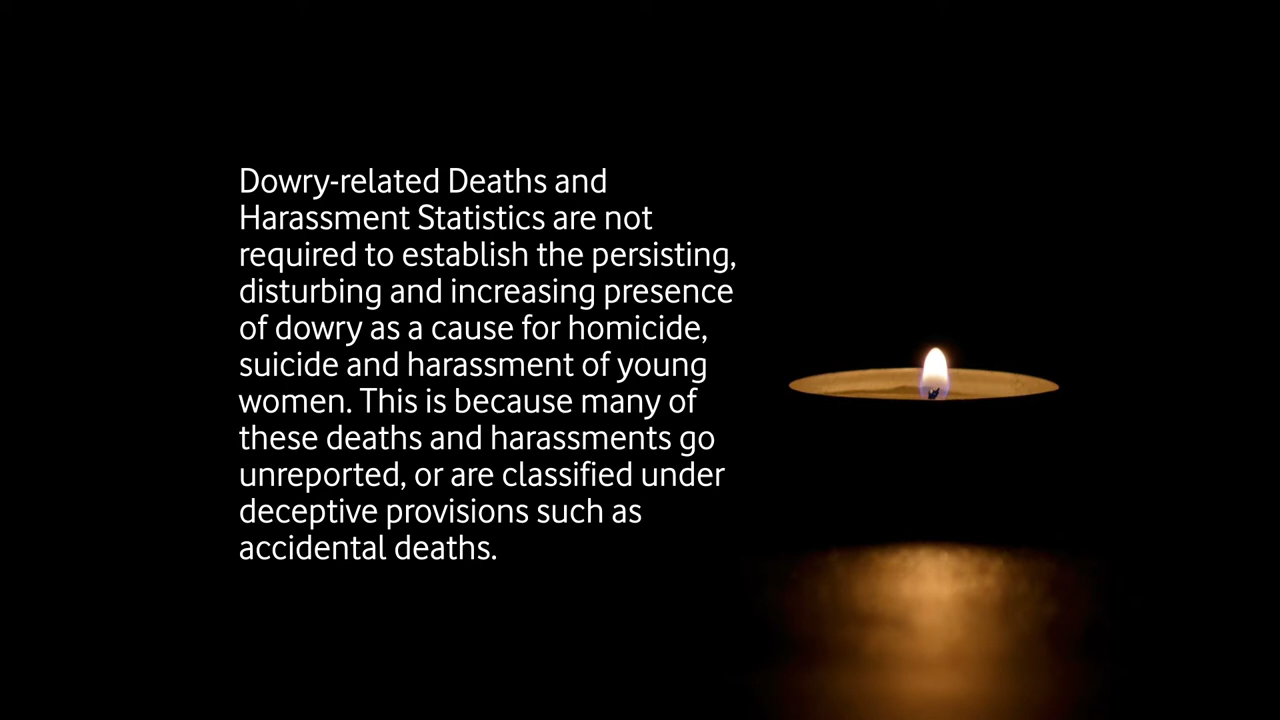 Dowry-related Deaths and
Harassment Statistics are not
required to establish the persisting,
disturbing and increasing presence
of dowry as a cause for homicide,
suicide and harassment of young
women. This is because many of
these deaths and harassments go
unreported, or are classified under
deceptive provisions such as
accidental deaths.